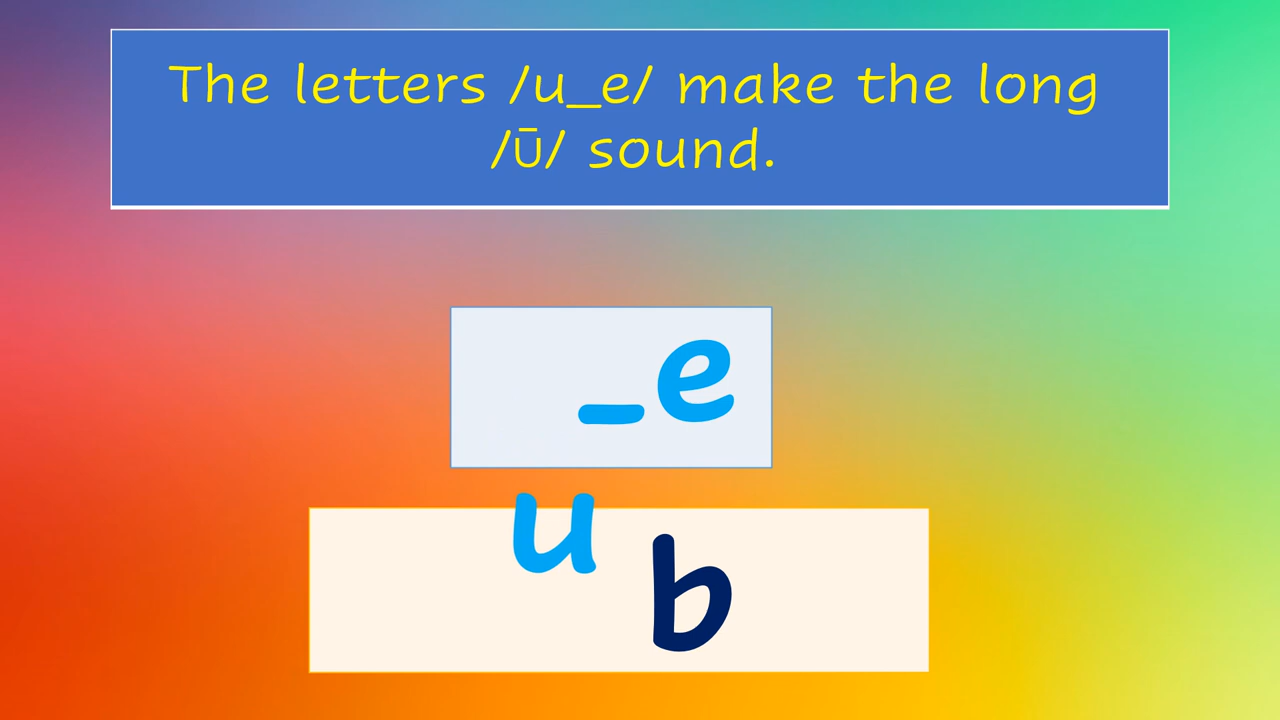 The letters /u_e/ make the long
/ū/ sound.
_e
u
b